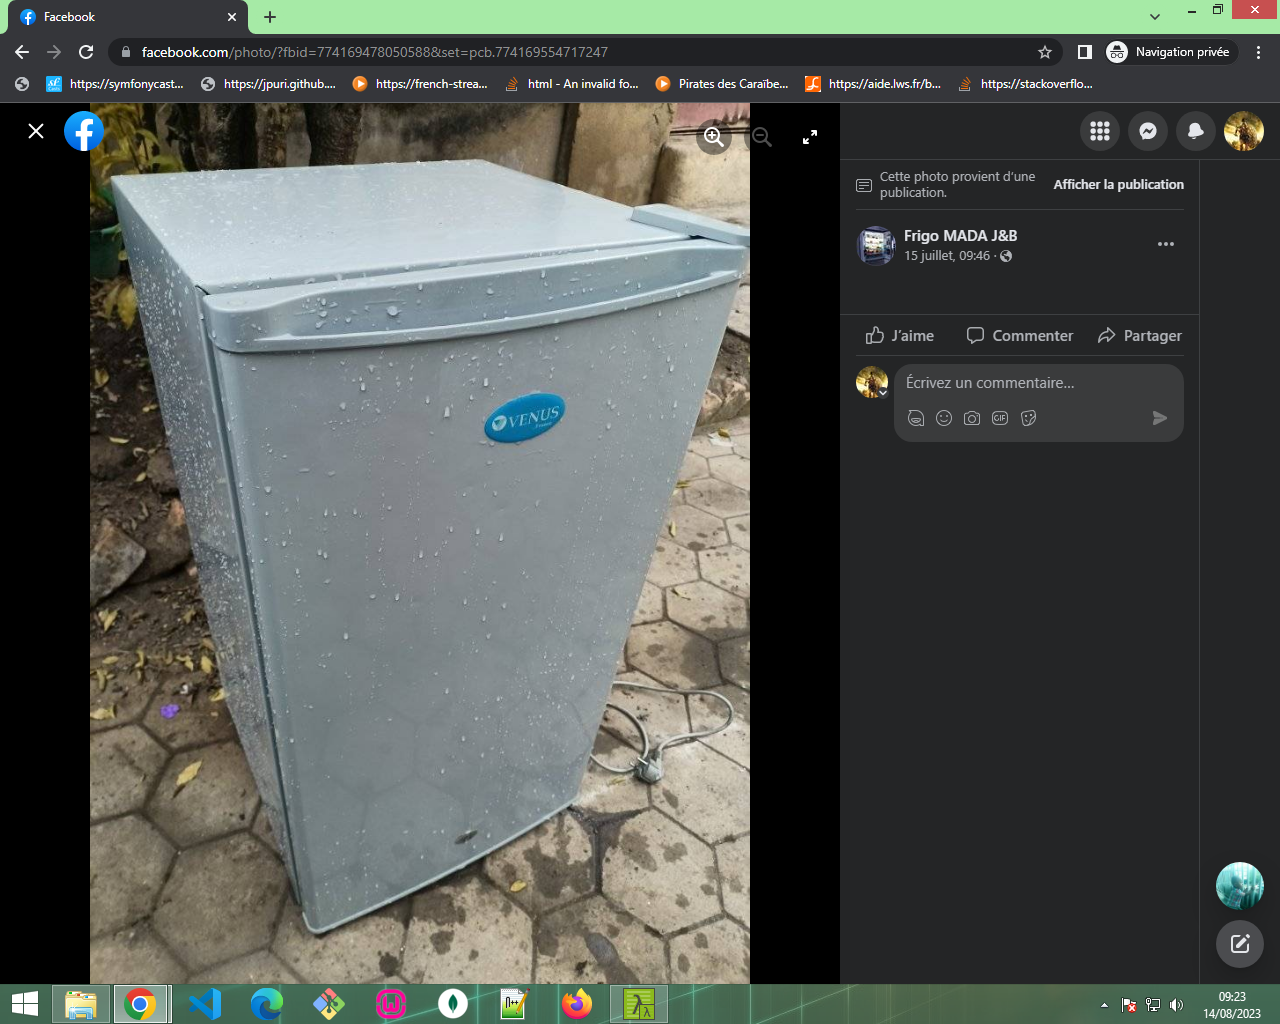 Facebook
facebook.com/photo/?fbid=774169478050588&set=pcb.774169554717247
Navigation privée
https://symfonycast...
https://jpuri.github....
https://french-strea...
html - An invalid fo...
Pirates des Caraïbe...
https://aide.lws.fr/b...
https://stackoverflo...
Cette photo provient d'une publication.
Afficher la publication
Frigo MADA J&B
15 juillet, 09:46
J'aime
Commenter
Partager
Écrivez un commentaire...
GIF
VENUS
09:23
14/08/2023